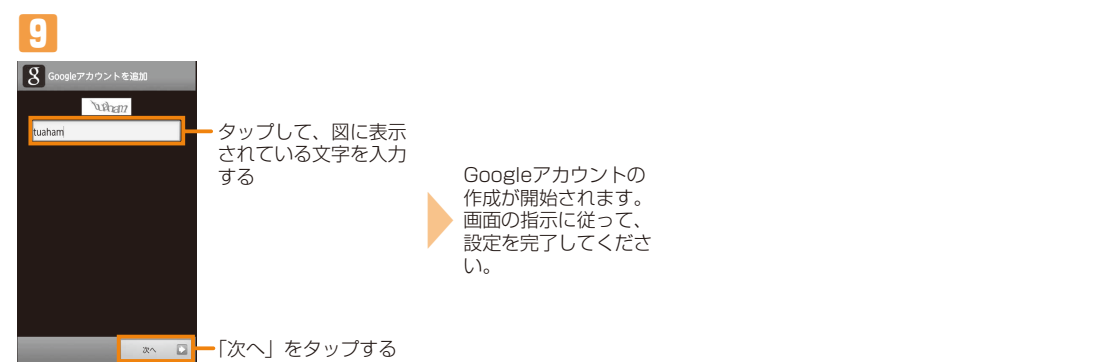 9
Googleアカウントを追加
tuaham
tuaham
タップして、図に表示
されている文字を入力
する
Googleアカウントの
作成が開始されます。
画面の指示に従って、
設定を完了してくださ
い。
次へ
「次へ」をタップする